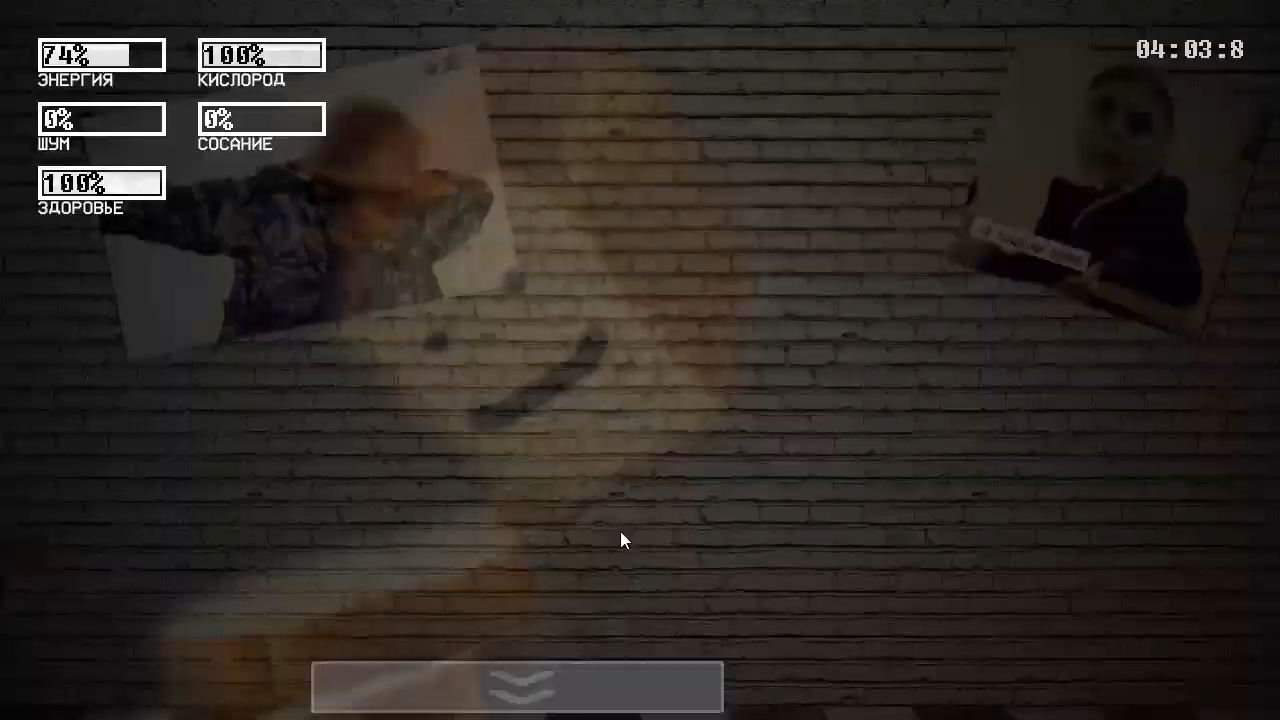 74%
100%
04:03:8
ЭНЕРГИЯ
КИСЛОРОД
0%
0%
ШУМ
СОСАНИЕ
100%
ЗДОРОВЬЕ